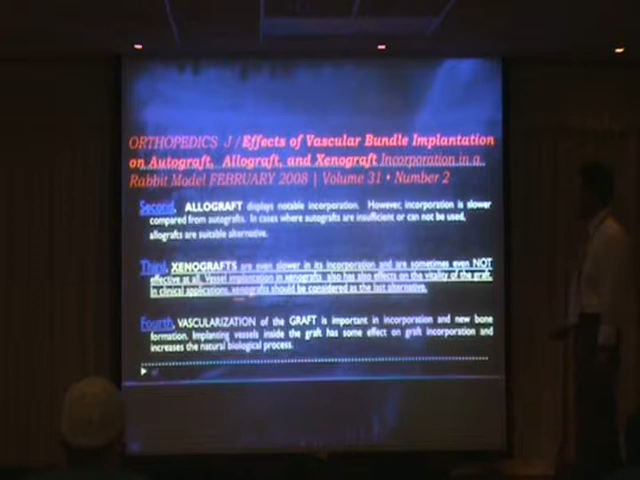 ORTHOPEDICS J / Effects of Vascular Bundle Implantation
on Autograft, Allograft, and Xenograft Incorporation in a
Rabbit Model FEBRUARY 2008 | Volume 31 • Number 2
Second, ALLOGRAFT displays notable incorporation. However, incorporation is slower
compared from autografts. In cases where autografts are insufficient or can not be used,
allografts are suitable alternative.
Third, XENOGRAFTS are even slower in its incorporation and are sometimes even NOT
effective at all. Vessel implantation in xenografts also has also effects on the vitality of the graft.
In clinical applications, xenografts should be considered as the last alternative.
Fourth, VASCULARIZATION of the GRAFT is important in incorporation and new bone
formation. Implanting vessels inside the graft has some effect on graft incorporation and
increases the natural biological process.